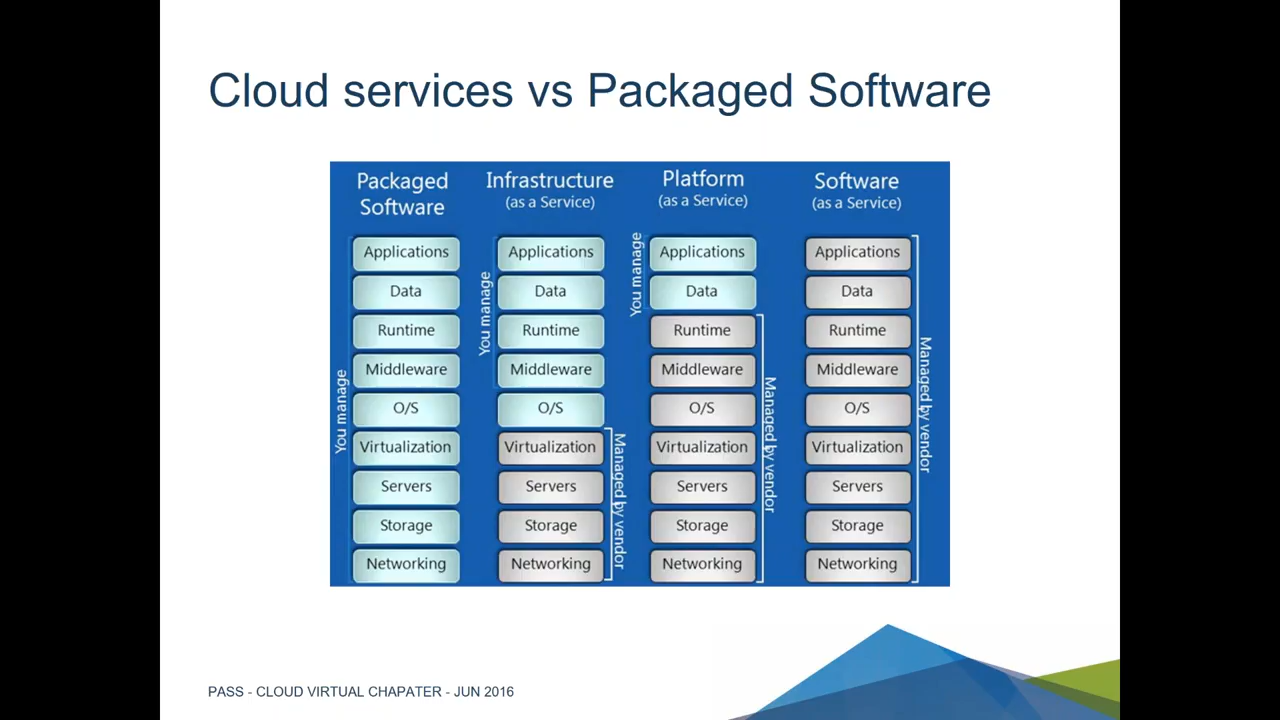 Cloud services vs Packaged Software
Packaged
Software
Applications
Data
Runtime
Middleware
O/S
Virtualization
Servers
Storage
Networking
You manage
Infrastructure
(as a Service)
Applications
Data
Runtime
Middleware
O/S
Virtualization
Servers
Storage
Networking
You manage
Managed by vendor
Platform
(as a Service)
Applications
Data
Runtime
Middleware
O/S
Virtualization
Servers
Storage
Networking
You manage
Managed by vendor
Software
(as a Service)
Applications
Data
Runtime
Middleware
O/S
Virtualization
Servers
Storage
Networking
Managed by vendor
PASS - CLOUD VIRTUAL CHAPATER - JUN 2016